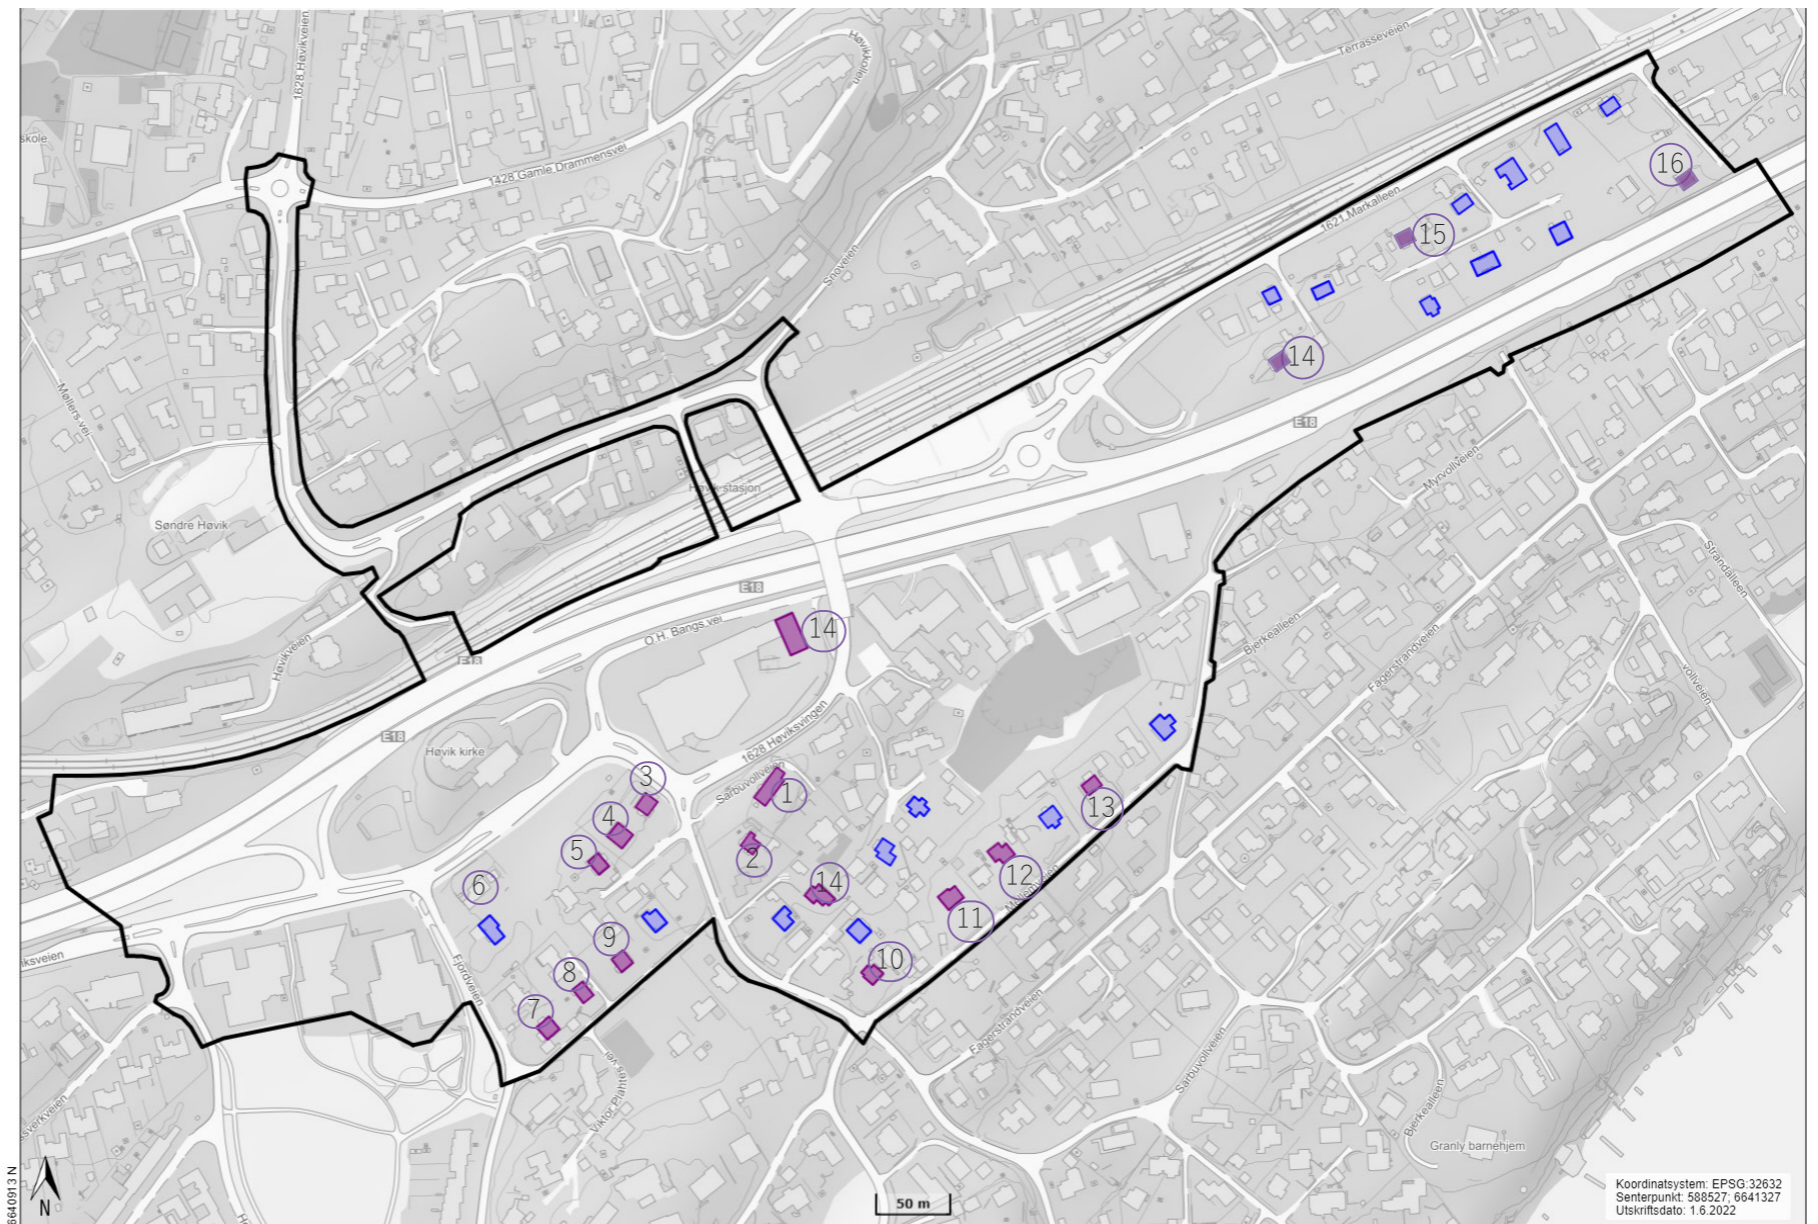 1628 Høvikveien
Høvikkollen
Terrasseveien
skole
1428 Gamle Drammensvei
16
1621 Markalleen
15
Snoveien
14
Møllers vei
E18
Myrvollveien
Høvik stasjon
Søndre Høvik
Strandalleen
E18
O.H. Bangs vei
14
Bjerkealleen
Fagerstrandveien
Høvikveien
E18
vollveien
E18
Høvik kirke
1628 Høviksvingen
3
Sarbuvollveien
1
13
4
5
2
6
14
12
11
9
10
8
7
iksveien
Fjordveien
Fagerstrandveien
Sarbuvollveien
Viktor Plahtes vei
Bjerkealleen
Granly barnehjem
6640913 N
N
50 m
Koordinatsystem: EPSG:32632
Senterpunkt: 588527; 6641327
Utskriftsdato: 1.6.2022